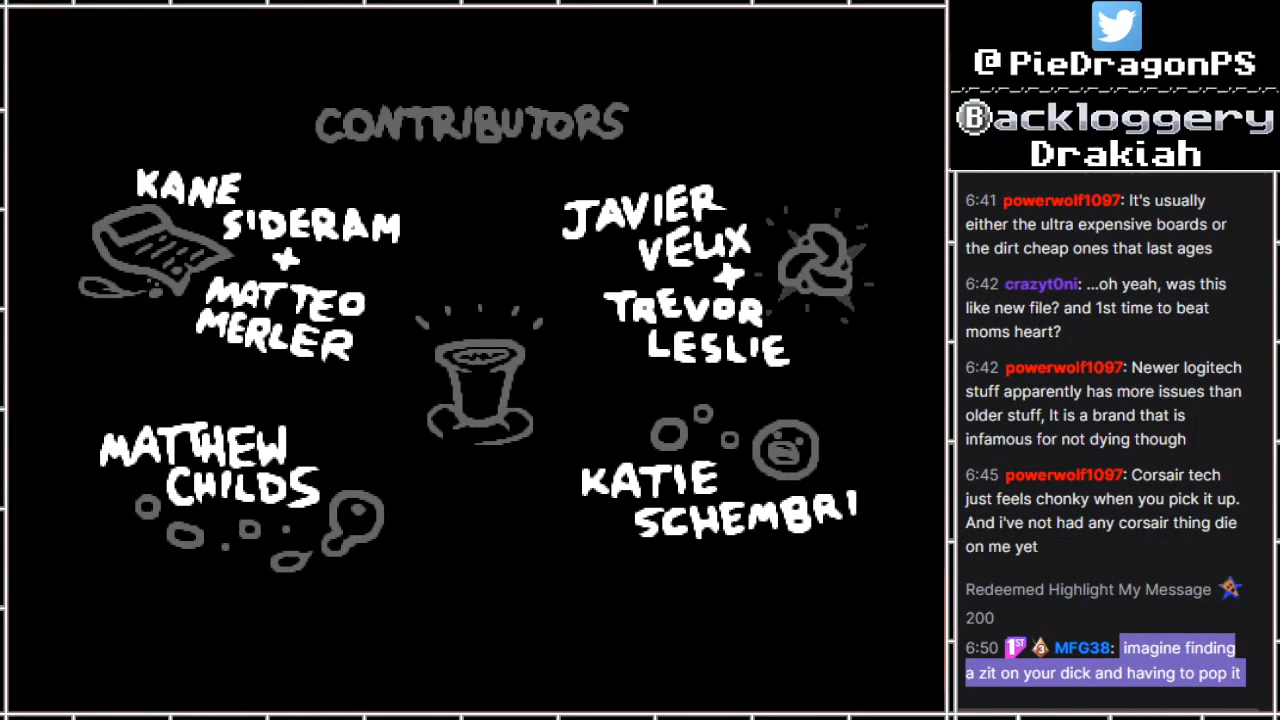 CONTRIBUTORS
KANE
SIDERAM
+
MATTEO
MERLER
JAVIER
VELIX
+
TREVOR
LESLIE
MATTHEW
CHILDS
KATIE
SCHEMBRI
@PieDragonPS
Backloggery
Drakiah
6:41 powerwolf1097: It's usually
either the ultra expensive boards or
the dirt cheap ones that last ages
6:42 crazyt0ni: ...oh yeah, was this
like new file? and 1st time to beat
moms heart?
6:42 powerwolf1097: Newer logitech
stuff apparently has more issues than
older stuff, It is a brand that is
infamous for not dying though
6:45 powerwolf1097: Corsair tech
just feels chonky when you pick it up.
And i've not had any corsair thing die
on me yet
Redeemed Highlight My Message
200
6:50 1ST 3 MFG38: imagine finding
a zit on your dick and having to pop it